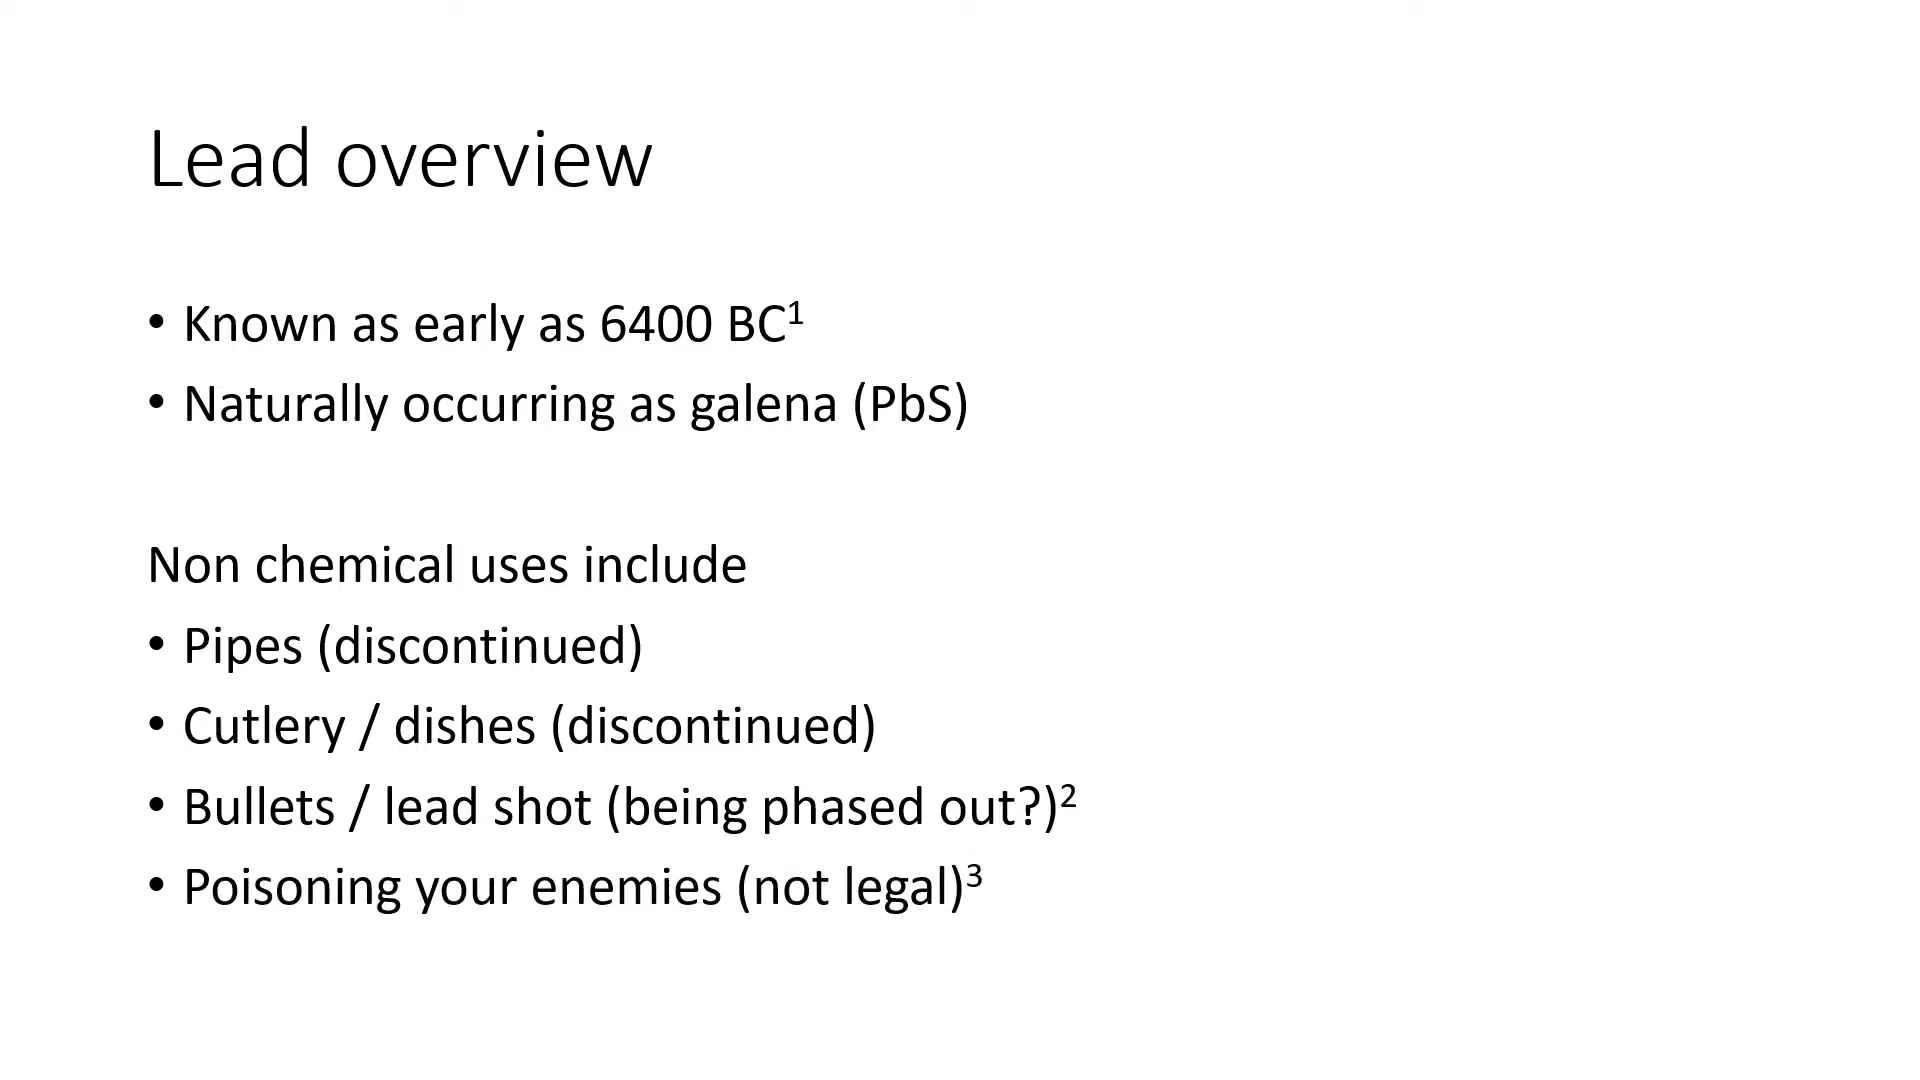 Lead overview
• Known as early as 6400 BC¹
• Naturally occurring as galena (PbS)
Non chemical uses include
• Pipes (discontinued)
• Cutlery / dishes (discontinued)
• Bullets / lead shot (being phased out?)²
• Poisoning your enemies (not legal)³